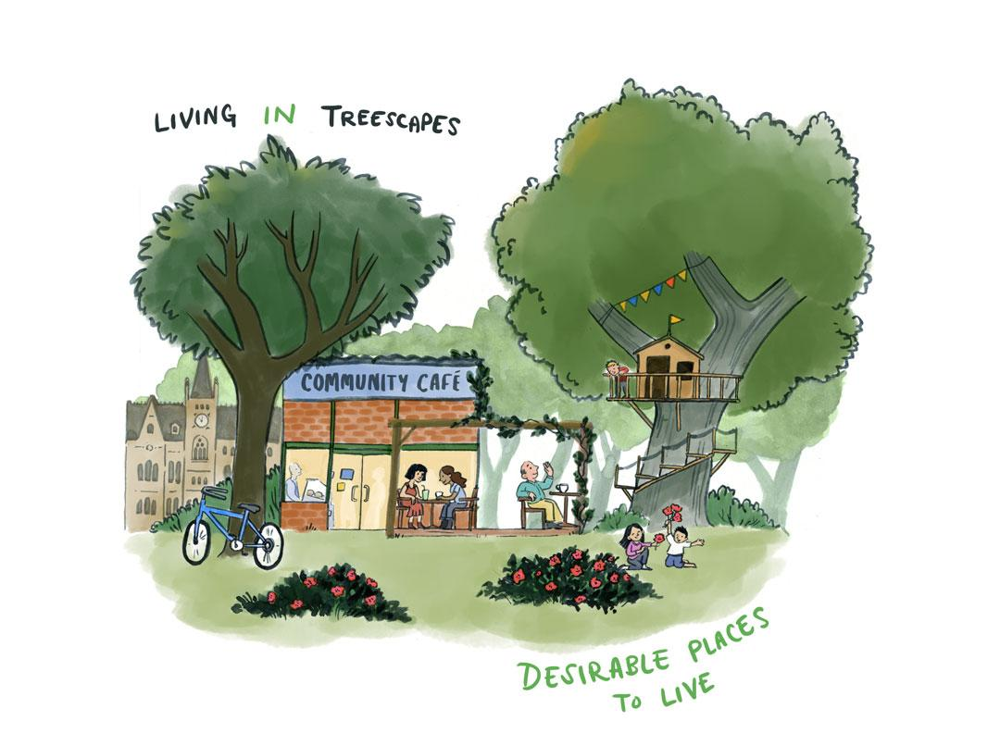 LIVING IN TREESCAPES
COMMUNITY CAFÉ
DESIRABLE PLACES
TO LIVE